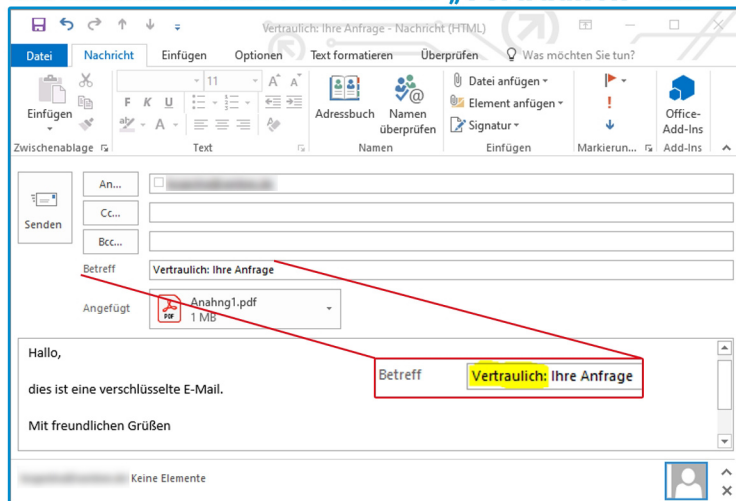 Vertraulich: Ihre Anfrage - Nachricht (HTML)
Datei Nachricht Einfügen Optionen Text formatieren Überprüfen Was möchten Sie tun?
11 A A
Einfügen F K U Adressbuch Namen überprüfen Datei anfügen Element anfügen Signatur ! Office-Add-Ins
Zwischenablage Text Namen Einfügen Markierun... Add-Ins
Senden
An...
Cc...
Bcc...
Betreff Vertraulich: Ihre Anfrage
Angefügt PDF Anahng1.pdf
1 MB
Hallo,
Betreff Vertraulich: Ihre Anfrage
dies ist eine verschlüsselte E-Mail.
Mit freundlichen Grüßen
Keine Elemente